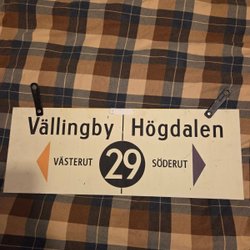 Vällingby Högdalen
VÄSTERUT 29 SÖDERUT